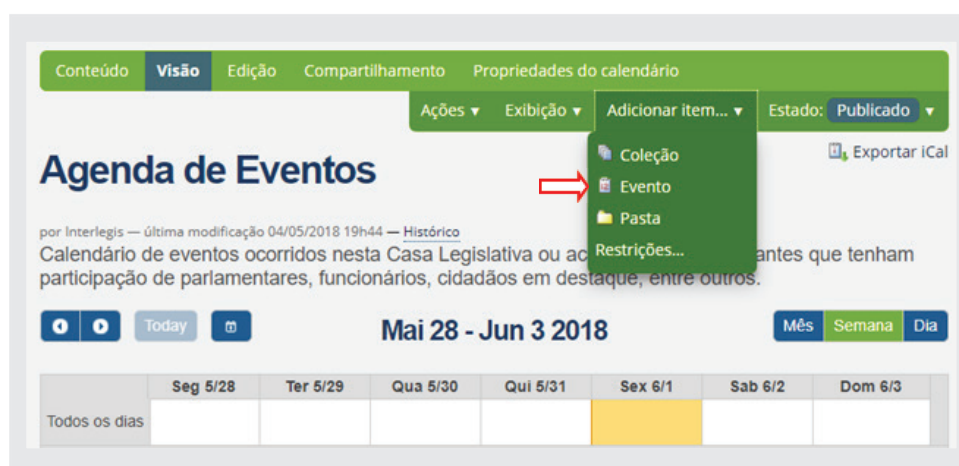 Conteúdo Visão Edição Compartilhamento Propriedades do calendário
Ações Exibição Adicionar item... Estado: Publicado
Coleção
Exportar iCal
Evento
Agenda de Eventos
Pasta
por Interlegis — última modificação 04/05/2018 19h44 — Histórico
Restrições...
Calendário de eventos ocorridos nesta Casa Legislativa ou antes que tenham
participação de parlamentares, funcionários, cidadãos em destaque, entre outros.
Today Mai 28 - Jun 3 2018 Mês Semana Dia
Seg 5/28 Ter 5/29 Qua 5/30 Qui 5/31 Sex 6/1 Sab 6/2 Dom 6/3
Todos os dias